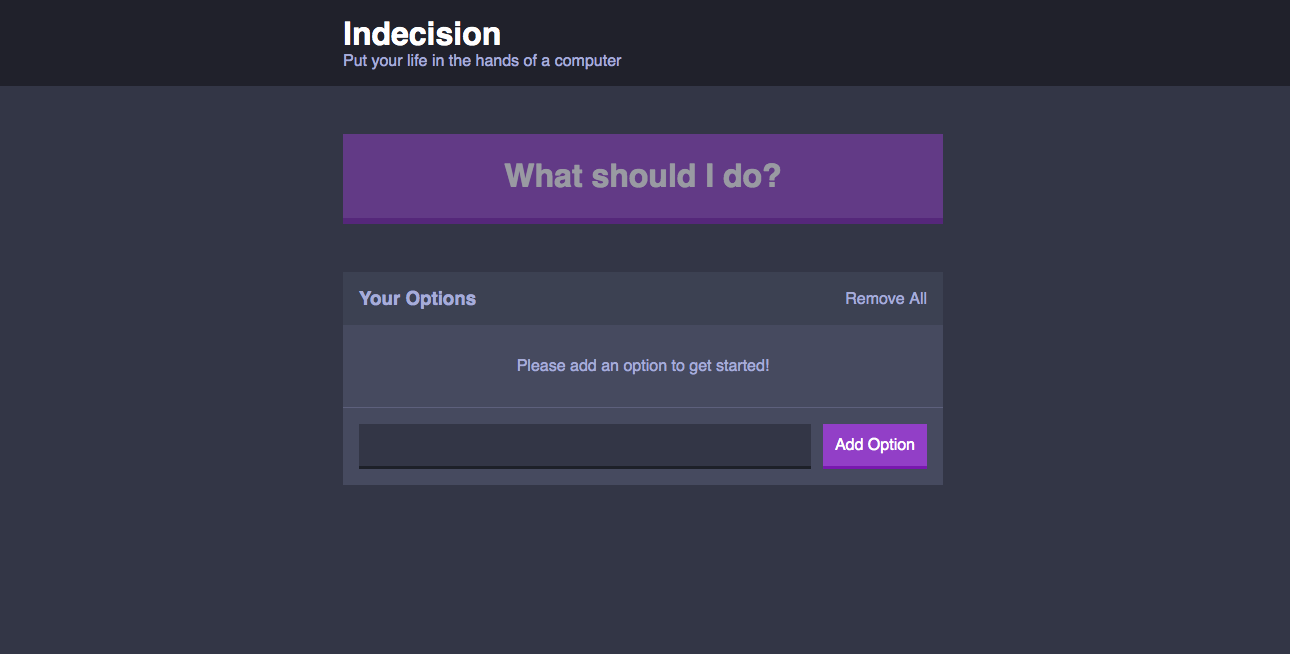 Indecision
Put your life in the hands of a computer
What should I do?
Your Options
Remove All
Please add an option to get started!
Add Option